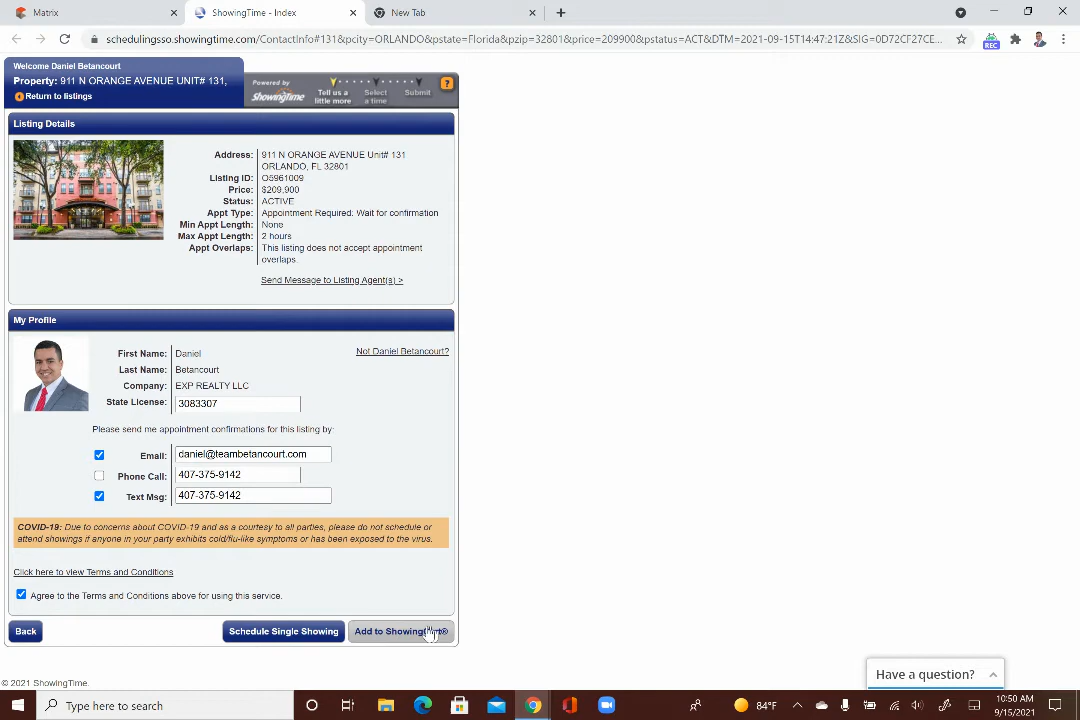 Matrix
ShowingTime - Index
New Tab
schedulingsso.showingtime.com/ContactInfo#131&pcity=ORLANDO&pstate=Florida&pzip=32801&price=209900&pstatus=ACT&DTM=2021-09-15T14:47:21Z&SIG=0D72CF27CE...
REC
Welcome Daniel Betancourt
Property: 911 N ORANGE AVENUE UNIT# 131,
Return to listings
Powered by
ShowingTime
Tell us a little more
Select a time
Submit
?
Listing Details
Address: 911 N ORANGE AVENUE Unit# 131
ORLANDO, FL 32801
Listing ID: O5961009
Price: $209,900
Status: ACTIVE
Appt Type: Appointment Required: Wait for confirmation
Min Appt Length: None
Max Appt Length: 2 hours
Appt Overlaps: This listing does not accept appointment
overlaps.
Send Message to Listing Agent(s) >
My Profile
First Name: Daniel
Not Daniel Betancourt?
Last Name: Betancourt
Company: EXP REALTY LLC
State License: 3083307
Please send me appointment confirmations for this listing by:
Email: daniel@teambetancourt.com
Phone Call: 407-375-9142
Text Msg: 407-375-9142
COVID-19: Due to concerns about COVID-19 and as a courtesy to all parties, please do not schedule or
attend showings if anyone in your party exhibits cold/flu-like symptoms or has been exposed to the virus.
Click here to view Terms and Conditions
Agree to the Terms and Conditions above for using this service.
Back
Schedule Single Showing
Add to ShowingCart®
Have a question?
© 2021 ShowingTime.
Type here to search
84°F
10:50 AM
9/15/2021